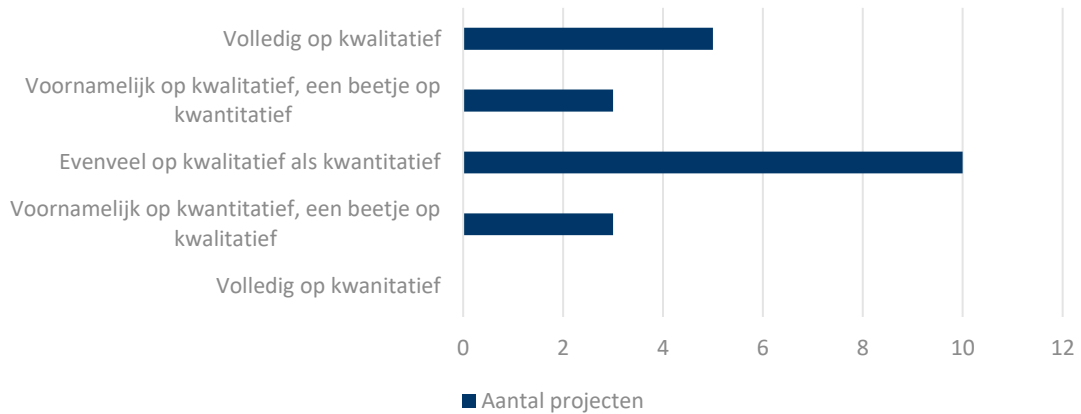 Volledig op kwalitatief
Voornamelijk op kwalitatief, een beetje op
kwantitatief
Evenveel op kwalitatief als kwantitatief
Voornamelijk op kwantitatief, een beetje op
kwalitatief
Volledig op kwanitatief
0 2 4 6 8 10 12
Aantal projecten